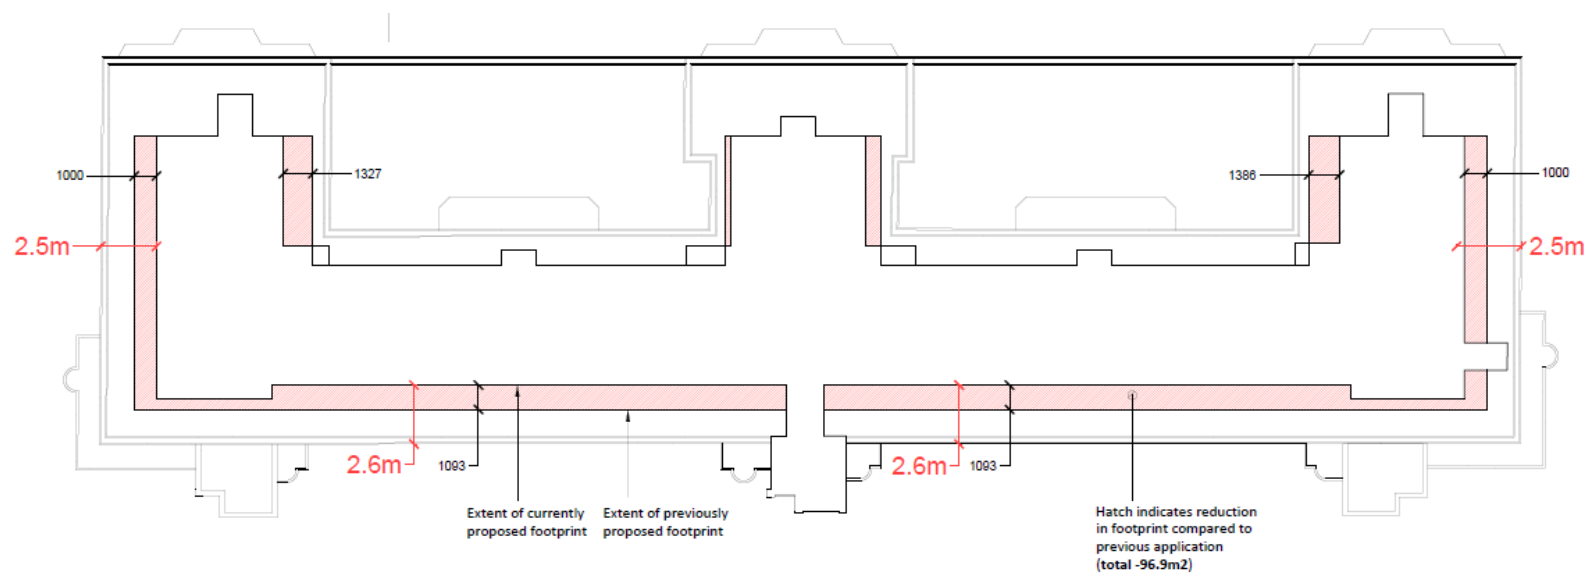 1000
1327
1386
1000
2.5m
2.5m
2.6m
1093
2.6m
1093
Extent of currently
proposed footprint
Extent of previously
proposed footprint
Hatch indicates reduction
in footprint compared to
previous application
(total -96.9m2)